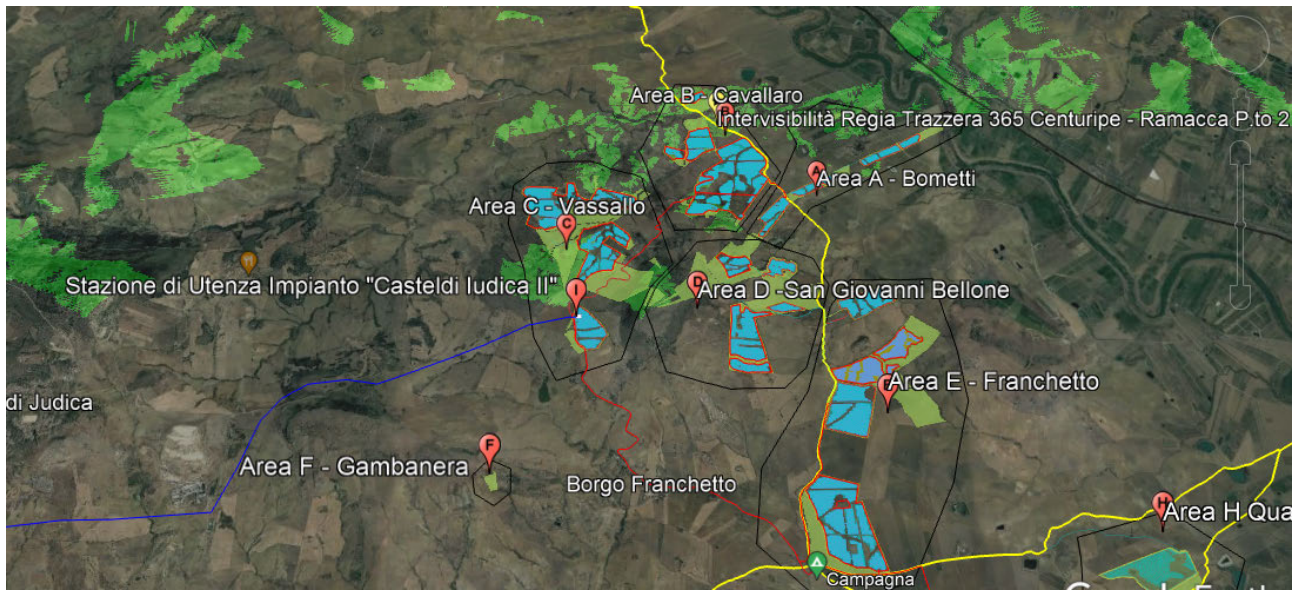 Area B - Cavallaro
Intervisibilità Regia Trazzera 365 Centuripe - Ramacca P.to 2
A
Area A - Bometti
Area C - Vassallo
C
Stazione di Utenza Impianto "Casteldi Iudica II"
I
D
Area D -San Giovanni Bellone
Area E - Franchetto
di Judica
F
Area F - Gambanera
Borgo Franchetto
H
Area H Qua
Campagna